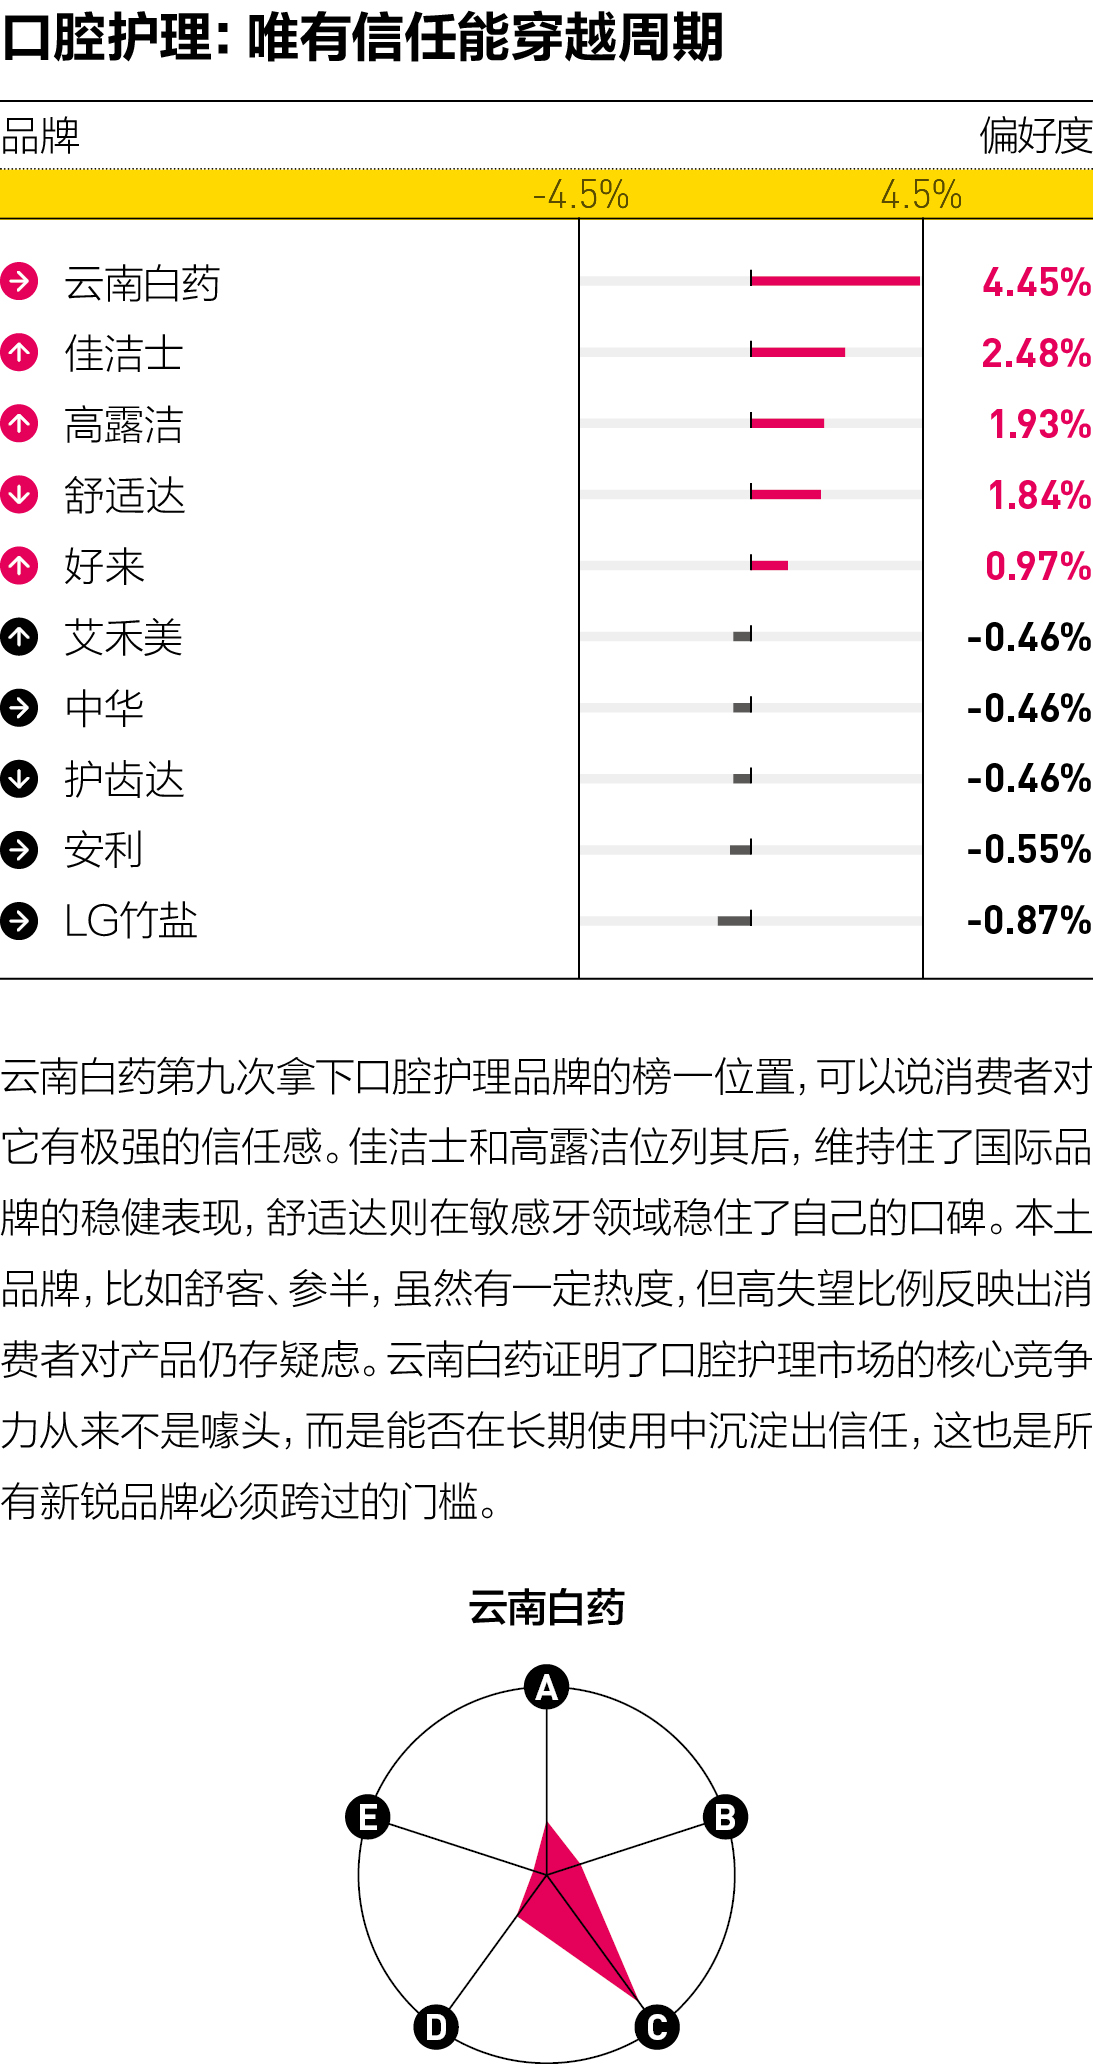 口腔护理：唯有信任能穿越周期
品牌 偏好度
-4.5% 4.5%
云南白药 4.45%
佳洁士 2.48%
高露洁 1.93%
舒适达 1.84%
好来 0.97%
艾禾美 -0.46%
中华 -0.46%
护齿达 -0.46%
安利 -0.55%
LG竹盐 -0.87%
云南白药第九次拿下口腔护理品牌的榜一位置，可以说消费者对
它有极强的信任感。佳洁士和高露洁位列其后，维持住了国际品
牌的稳健表现，舒适达则在敏感牙领域稳住了自己的口碑。本土
品牌，比如舒客、参半，虽然有一定热度，但高失望比例反映出消
费者对产品仍存疑虑。云南白药证明了口腔护理市场的核心竞争
力从来不是噱头，而是能否在长期使用中沉淀出信任，这也是所
有新锐品牌必须跨过的门槛。
云南白药
A
E B
D C